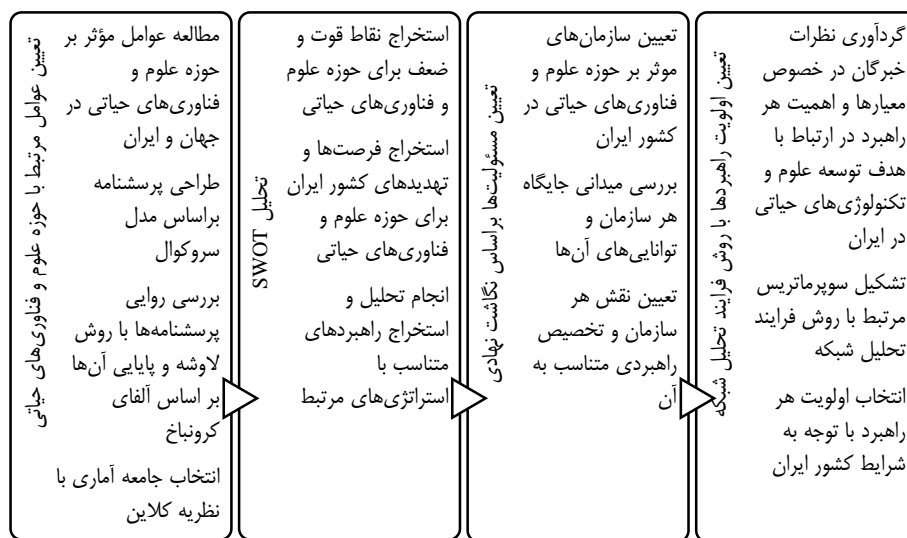 تعیین عوامل مرتبط با حوزه علوم و فناوری‌های حیاتی
مطالعه عوامل مؤثر بر
حوزه علوم و
فناوری‌های حیاتی در
جهان و ایران
طراحی پرسشنامه
براساس مدل
سروکوال
بررسی روایی
پرسشنامه‌ها با روش
لاوشه و پایایی آن‌ها
بر اساس آلفای
کرونباخ
انتخاب جامعه آماری با
نظریه کلاین
تحلیل SWOT
استخراج نقاط قوت و
ضعف برای حوزه علوم
و فناوری‌های حیاتی
استخراج فرصت‌ها و
تهدیدهای کشور ایران
برای حوزه علوم و
فناوری‌های حیاتی
انجام تحلیل و
استخراج راهبردهای
متناسب با
استراتژی‌های مرتبط
تعیین مسئولیت‌ها براساس نگاشت نهادی
تعیین سازمان‌های
موثر بر حوزه علوم و
فناوری‌های حیاتی در
کشور ایران
بررسی میدانی جایگاه
هر سازمان و
توانایی‌های آن‌ها
تعیین نقش هر
سازمان و تخصیص
راهبردی متناسب به
آن
تعیین اولویت راهبردها با روش فرایند تحلیل شبکه
گردآوری نظرات
خبرگان در خصوص
معیارها و اهمیت هر
راهبرد در ارتباط با
هدف توسعه علوم و
تکنولوژی‌های حیاتی
در ایران
تشکیل سوپرماتریس
مرتبط با روش فرایند
تحلیل شبکه
انتخاب اولویت هر
راهبرد با توجه به
شرایط کشور ایران